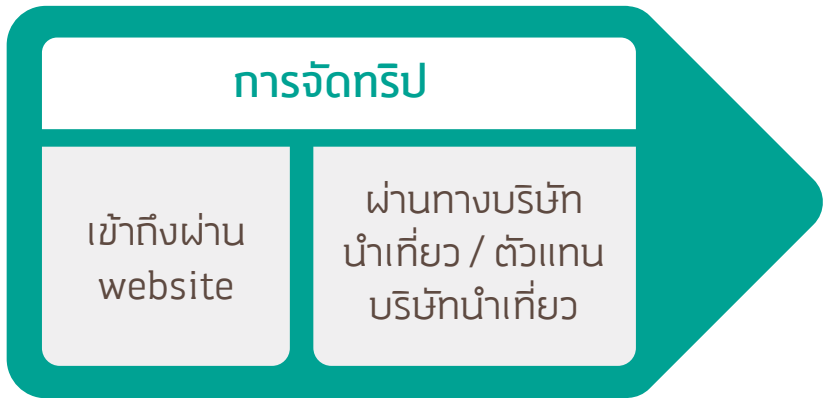 การจัดทริป
เข้าถึงผ่าน
website
ผ่านทางบริษัท
นำเที่ยว / ตัวแทน
บริษัทนำเที่ยว